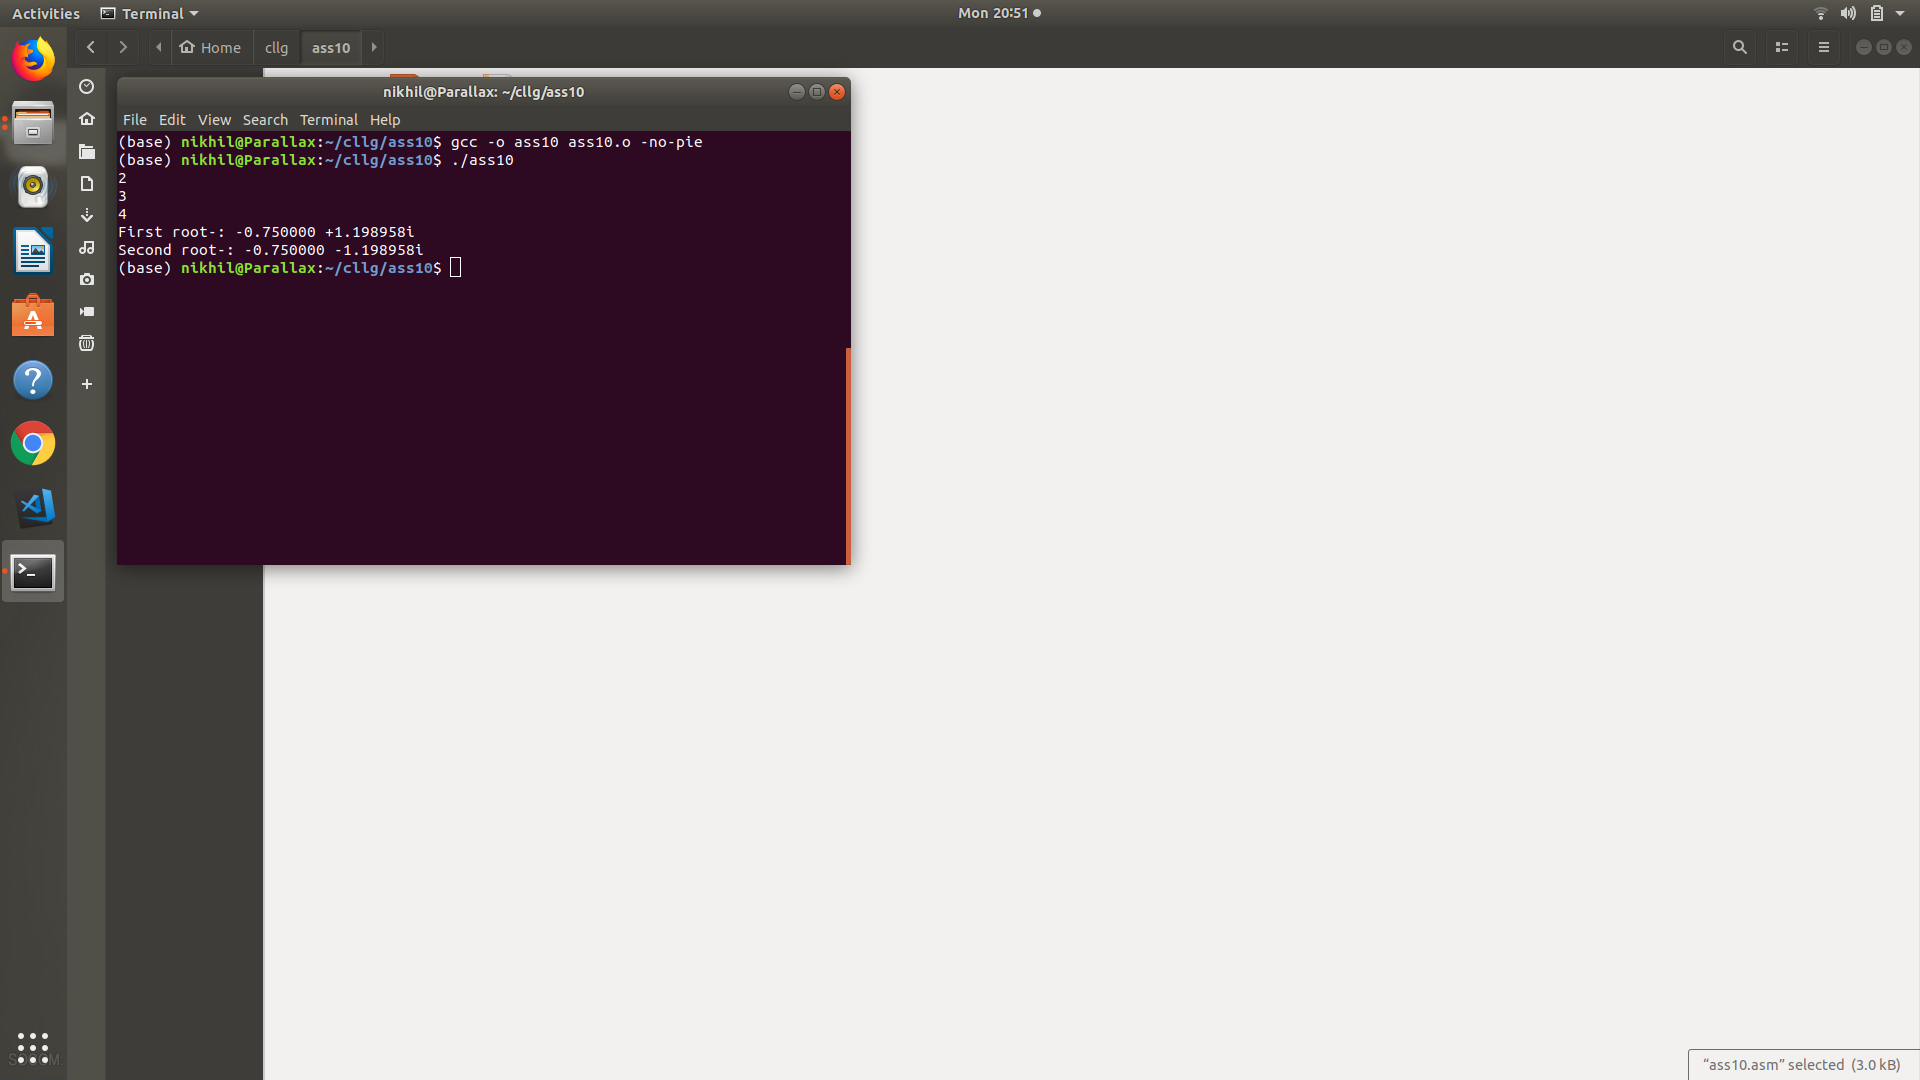 Activities
Terminal
Mon 20:51
Home
cllg
ass10
nikhil@Parallax: ~/cllg/ass10
File Edit View Search Terminal Help
(base) nikhil@Parallax:~/cllg/ass10$ gcc -o ass10 ass10.o -no-pie
(base) nikhil@Parallax:~/cllg/ass10$ ./ass10
2
3
4
First root-: -0.750000 +1.198958i
Second root-: -0.750000 -1.198958i
(base) nikhil@Parallax:~/cllg/ass10$
“ass10.asm” selected (3.0 kB)